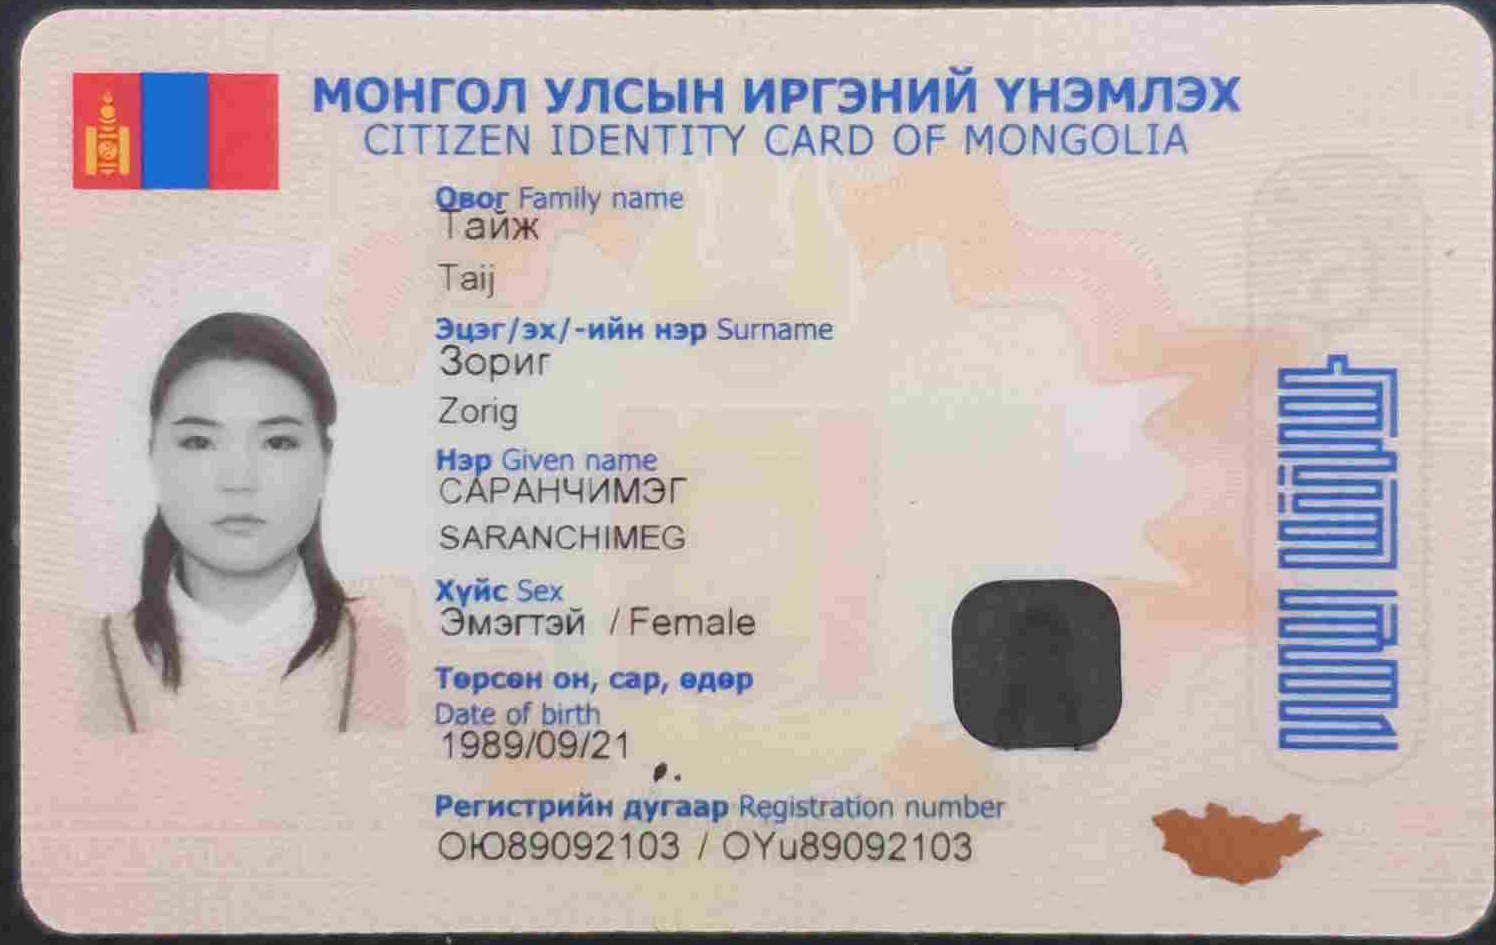 МОНГОЛ УЛСЫН ИРГЭНИЙ ҮНЭМЛЭХ
CITIZEN IDENTITY CARD OF MONGOLIA
Овог Family name
Тайж
Taij
Эцэг/эх/-ийн нэр Surname
Зориг
Zorig
Нэр Given name
САРАНЧИМЭГ
SARANCHIMEG
Хүйс Sex
Эмэгтэй / Female
Төрсөн он, сар, өдөр
Date of birth
1989/09/21
Регистрийн дугаар Registration number
ОЮ89092103 / OYu89092103